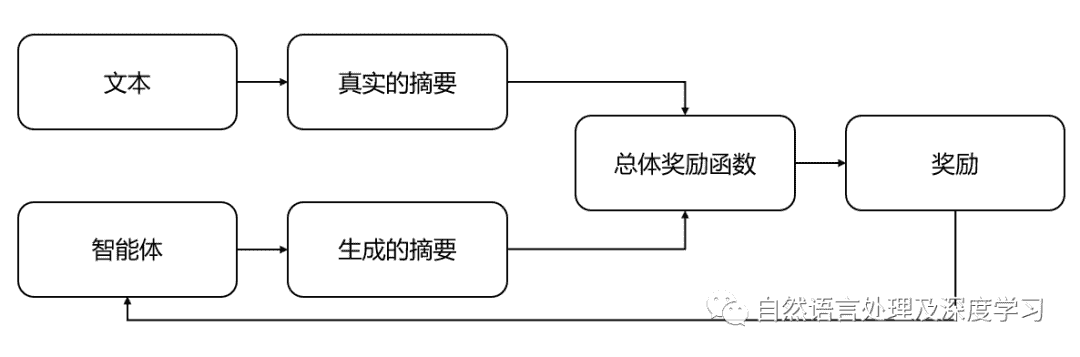 文本
真实的摘要
总体奖励函数
奖励
智能体
生成的摘要
自然语言处理及深度学习